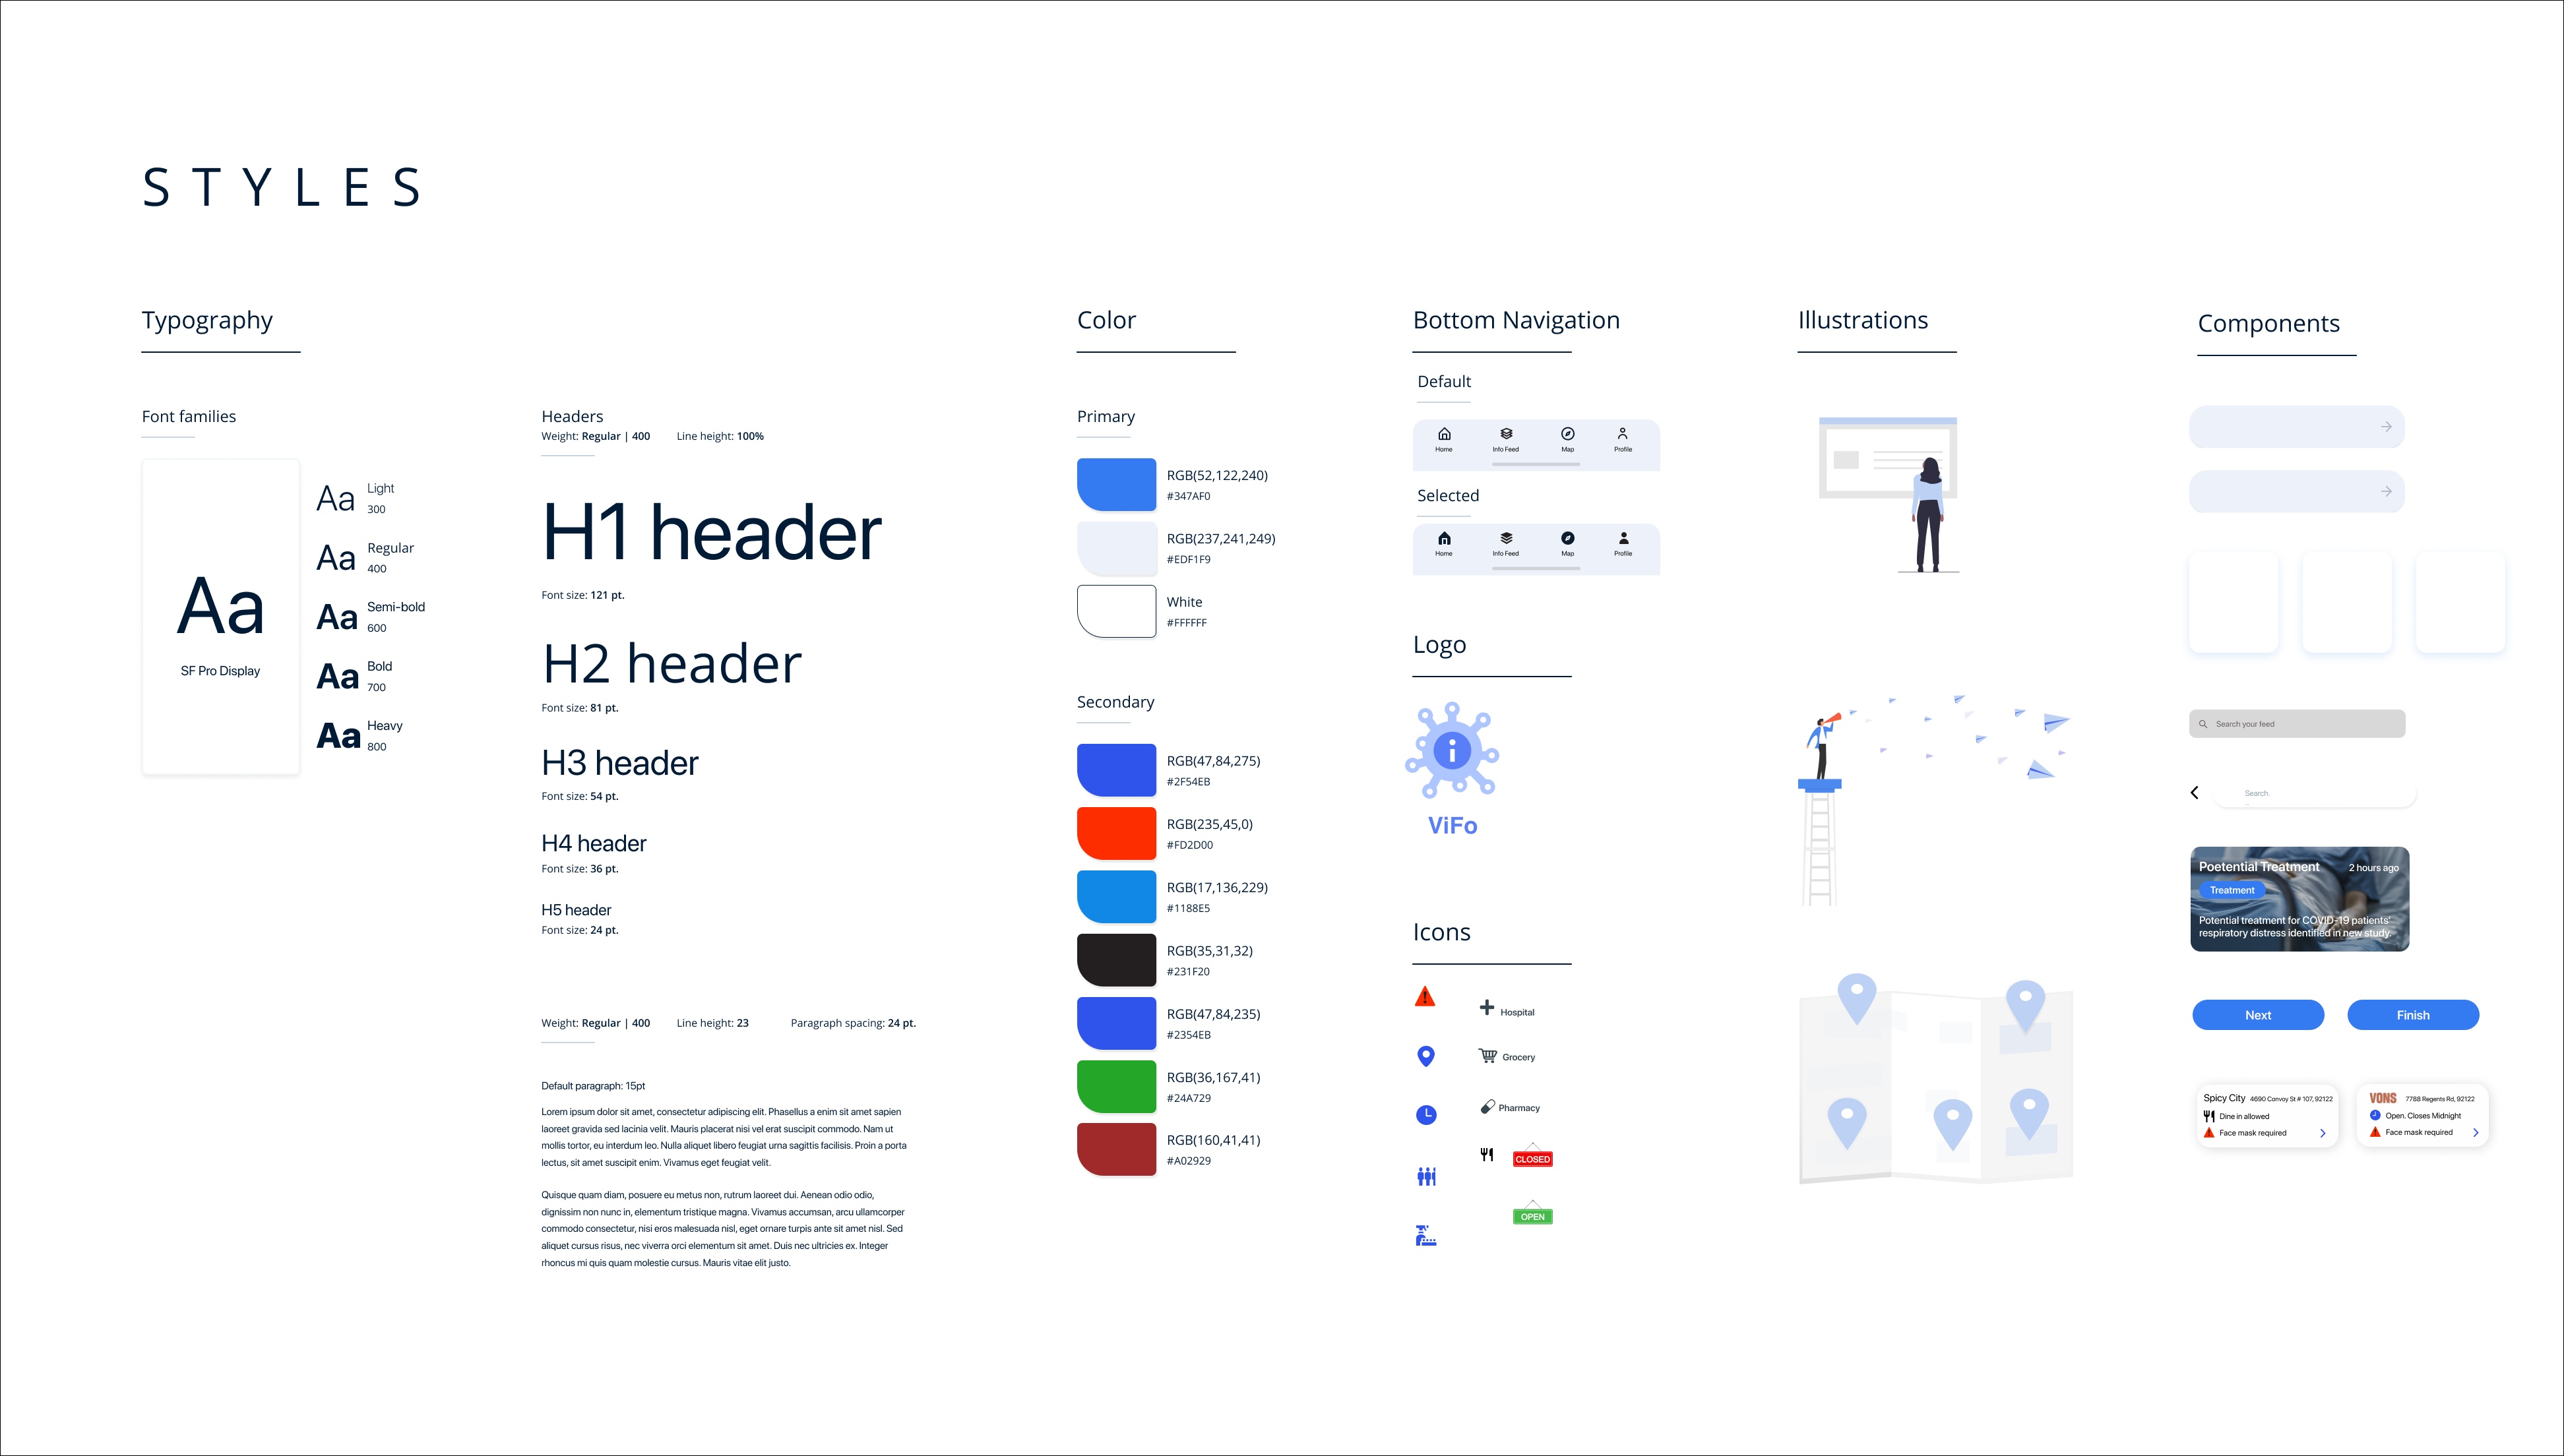 STYLES
Typography
Font families
Aa
SF Pro Display
Aa
Light
300
Aa
Regular
400
Aa
Semi-bold
600
Aa
Bold
700
Aa
Heavy
800
Headers
Weight: Regular | 400 Line height: 100%
H1 header
Font size: 121 pt.
H2 header
Font size: 81 pt.
H3 header
Font size: 54 pt.
H4 header
Font size: 36 pt.
H5 header
Font size: 24 pt.
Weight: Regular | 400 Line height: 23 Paragraph spacing: 24 pt.
Default paragraph: 15pt
Lorem ipsum dolor sit amet, consectetur adipiscing elit. Phasellus a enim sit amet sapien
laoreet gravida sed lacinia velit. Mauris placerat nisi vel erat suscipit commodo. Nam ut
mollis tortor, eu interdum leo. Nulla aliquet libero feugiat urna sagittis facilisis. Proin a porta
lectus, sit amet suscipit enim. Vivamus eget feugiat velit.
Quisque quam diam, posuere eu metus non, rutrum laoreet dui. Aenean odio odio,
dignissim non nunc in, elementum tristique magna. Vivamus accumsan, arcu ullamcorper
commodo consectetur, nisi eros malesuada nisl, eget ornare turpis ante sit amet nisl. Sed
aliquet cursus risus, nec viverra orci elementum sit amet. Duis nec ultricies ex. Integer
rhoncus mi quis quam molestie cursus. Mauris vitae elit justo.
Color
Primary
RGB(52,122,240)
#347AF0
RGB(237,241,249)
#EDF1F9
White
#FFFFFF
Secondary
RGB(47,84,275)
#2F54EB
RGB(235,45,0)
#FD2D00
RGB(17,136,229)
#1188E5
RGB(35,31,32)
#231F20
RGB(47,84,235)
#2354EB
RGB(36,167,41)
#24A729
RGB(160,41,41)
#A02929
Bottom Navigation
Default
Home Info Feed Map Profile
Selected
Home Info Feed Map Profile
Logo
i
ViFo
Icons
Hospital
Grocery
Pharmacy
CLOSED
OPEN
Illustrations
Components
Search your feed
Search.
Poetential Treatment 2 hours ago
Treatment
Potential treatment for COVID-19 patients'
respiratory distress identified in new study.
Next Finish
Spicy City 4690 Convoy St # 107, 92122
Dine in allowed
Face mask required
VONS 7788 Regents Rd, 92122
Open. Closes Midnight
Face mask required